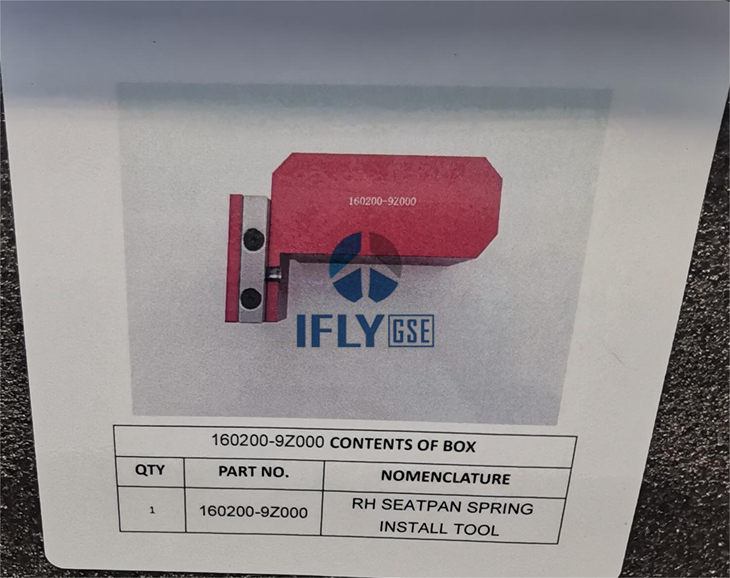 160200-9Z000
IFLY GSE
160200-9Z000 CONTENTS OF BOX
QTY PART NO. NOMENCLATURE
1 160200-9Z000 RH SEATPAN SPRING
INSTALL TOOL